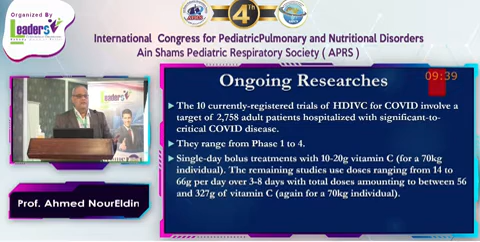 Organized By
Leaders
4TH
International Congress for PediatricPulmonary and Nutritional Disorders
Ain Shams Pediatric Respiratory Society ( APRS )
Ongoing Researches
09:39
• The 10 currently-registered trials of HDIVC for COVID involve a
target of 2,758 adult patients hospitalized with significant-to-
critical COVID disease.
• They range from Phase 1 to 4.
• Single-day bolus treatments with 10-20g vitamin C (for a 70kg
individual). The remaining studies use doses ranging from 14 to
66g per day over 3-8 days with total doses amounting to between 56
and 327g of vitamin C (again for a 70kg individual).
Leaders
Prof. Ahmed NourEldin